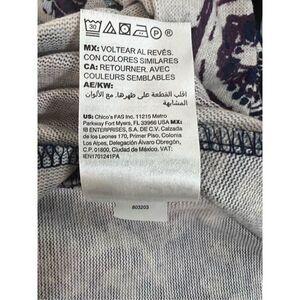 30
P
MX: VOLTEAR AL REVÉS.
CON COLORES SIMILARES
CA: RETOURNER. AVEC
COULEURS SEMBLABLES
AE/KW:
اقلب القطعة على ظهرها. مع الألوان
المشابهة
US: Chico's FAS Inc. 11215 Metro
Parkway Fort Myers, FL 33966 USA MX:
IB ENTERPRISES, S.A. DE C.V. Calzada
de los Leones 170, Primer Piso, Colonia
Los Alpes, Delegación Álvaro Obregón,
C.P. 01800, Ciudad de México. VAT:
IEN1701241PA
803203